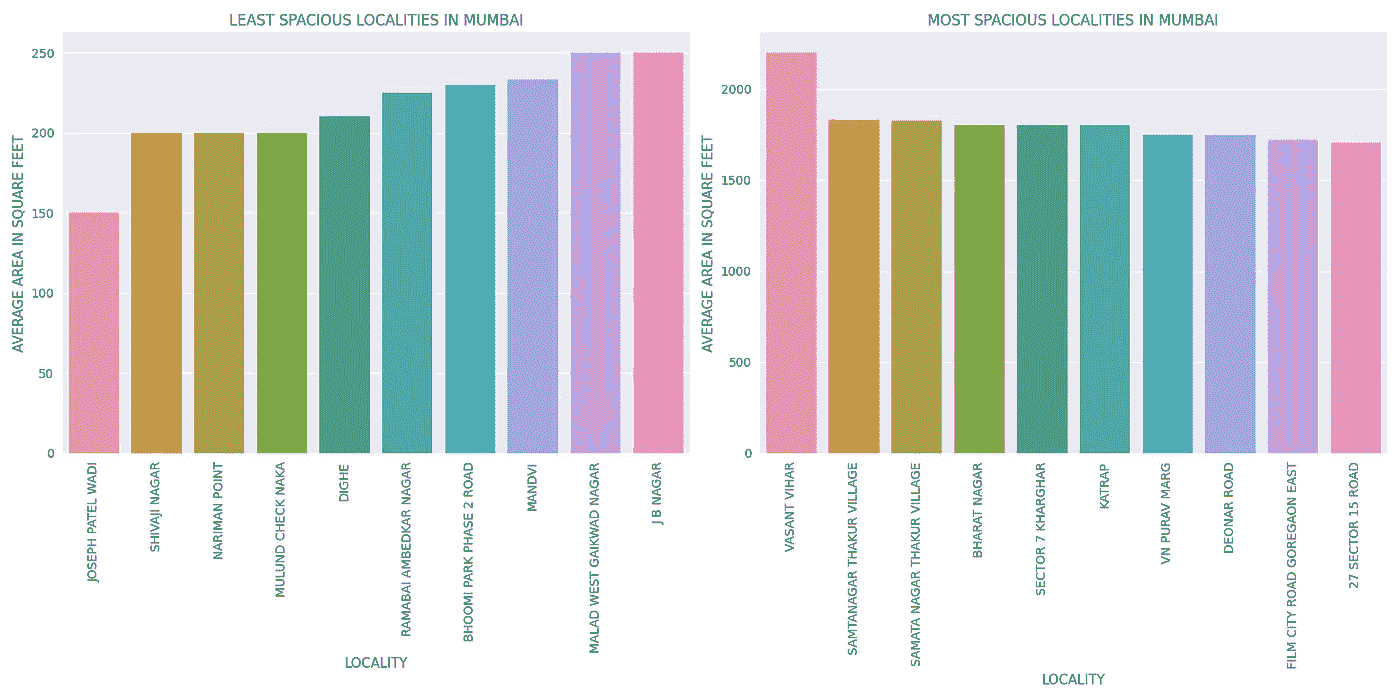 LEAST SPACIOUS LOCALITIES IN MUMBAI
AVERAGE AREA IN SQUARE FEET
250
200
150
100
50
0
JOSEPH PATEL WADI
SHIVAJI NAGAR
NARIMAN POINT
MULUND CHECK NAKA
DIGHE
RAMABAI AMBEDKAR NAGAR
BHOOMI PARK PHASE 2 ROAD
MANDVI
MALAD WEST GAIKWAD NAGAR
J B NAGAR
LOCALITY
MOST SPACIOUS LOCALITIES IN MUMBAI
AVERAGE AREA IN SQUARE FEET
2000
1500
1000
500
0
VASANT VIHAR
SAMTANAGAR THAKUR VILLAGE
SAMATA NAGAR THAKUR VILLAGE
BHARAT NAGAR
SECTOR 7 KHARGHAR
KATRAP
VN PURAV MARG
DEONAR ROAD
FILM CITY ROAD GOREGAON EAST
27 SECTOR 15 ROAD
LOCALITY